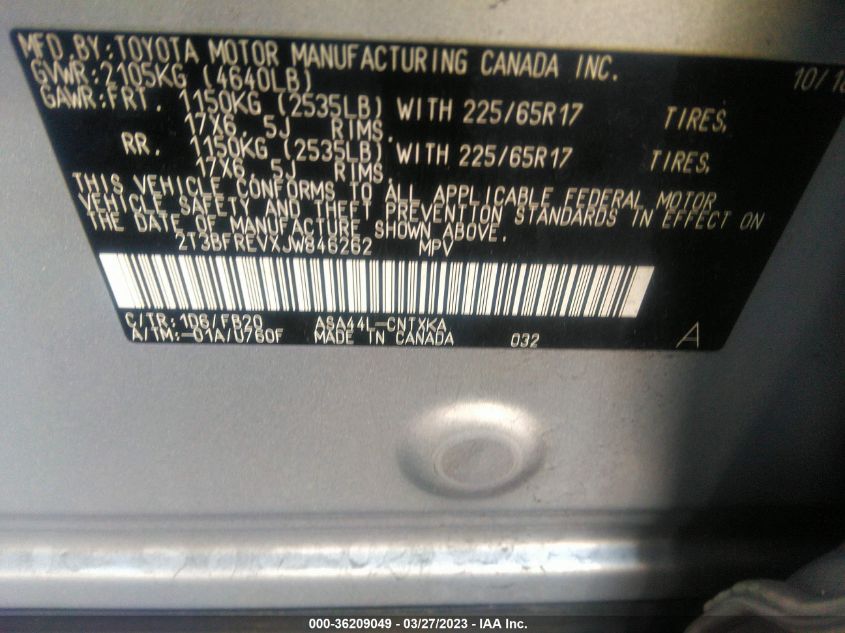 MFD. BY: TOYOTA MOTOR MANUFACTURING CANADA INC. 10/18
GVWR: 2105KG (4640LB)
GAWR: FRT. 1150KG (2535LB) WITH 225/65R17 TIRES,
17X6. 5J RIMS.
RR. 1150KG (2535LB) WITH 225/65R17 TIRES,
17X6. 5J RIMS.
THIS VEHICLE CONFORMS TO ALL APPLICABLE FEDERAL MOTOR
VEHICLE SAFETY AND THEFT PREVENTION STANDARDS IN EFFECT ON
THE DATE OF MANUFACTURE SHOWN ABOVE.
2T3BFREVXJW846262 MPV
C/TR: 1D6/FB20 ASA44L-CNTXKA
A/TM: -01A/U760F MADE IN CANADA 032 A
000-36209049 - 03/27/2023 - IAA Inc.